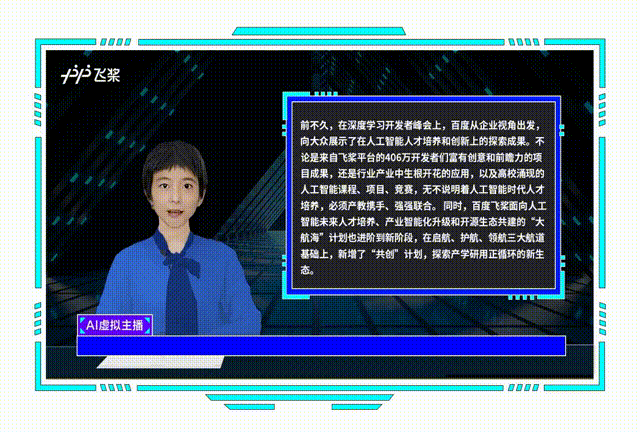 飞桨
前不久，在深度学习开发者峰会上，百度从企业视角出发，
向大众展示了在人工智能人才培养和创新上的探索成果。不
论是来自飞桨平台的406万开发者们富有创意和前瞻力的项
目成果，还是行业产业中生根开花的应用，以及高校涌现的
人工智能课程、项目、竞赛，无不说明着人工智能时代人才
培养，必须产教携手、强强联合。 同时，百度飞桨面向人工
智能未来人才培养、产业智能化升级和开源生态共建的“大
航海”计划也进阶到新阶段，在启航、护航、领航三大航道
基础上，新增了“共创”计划，探索产学研用正循环的新生
态。
AI虚拟主播